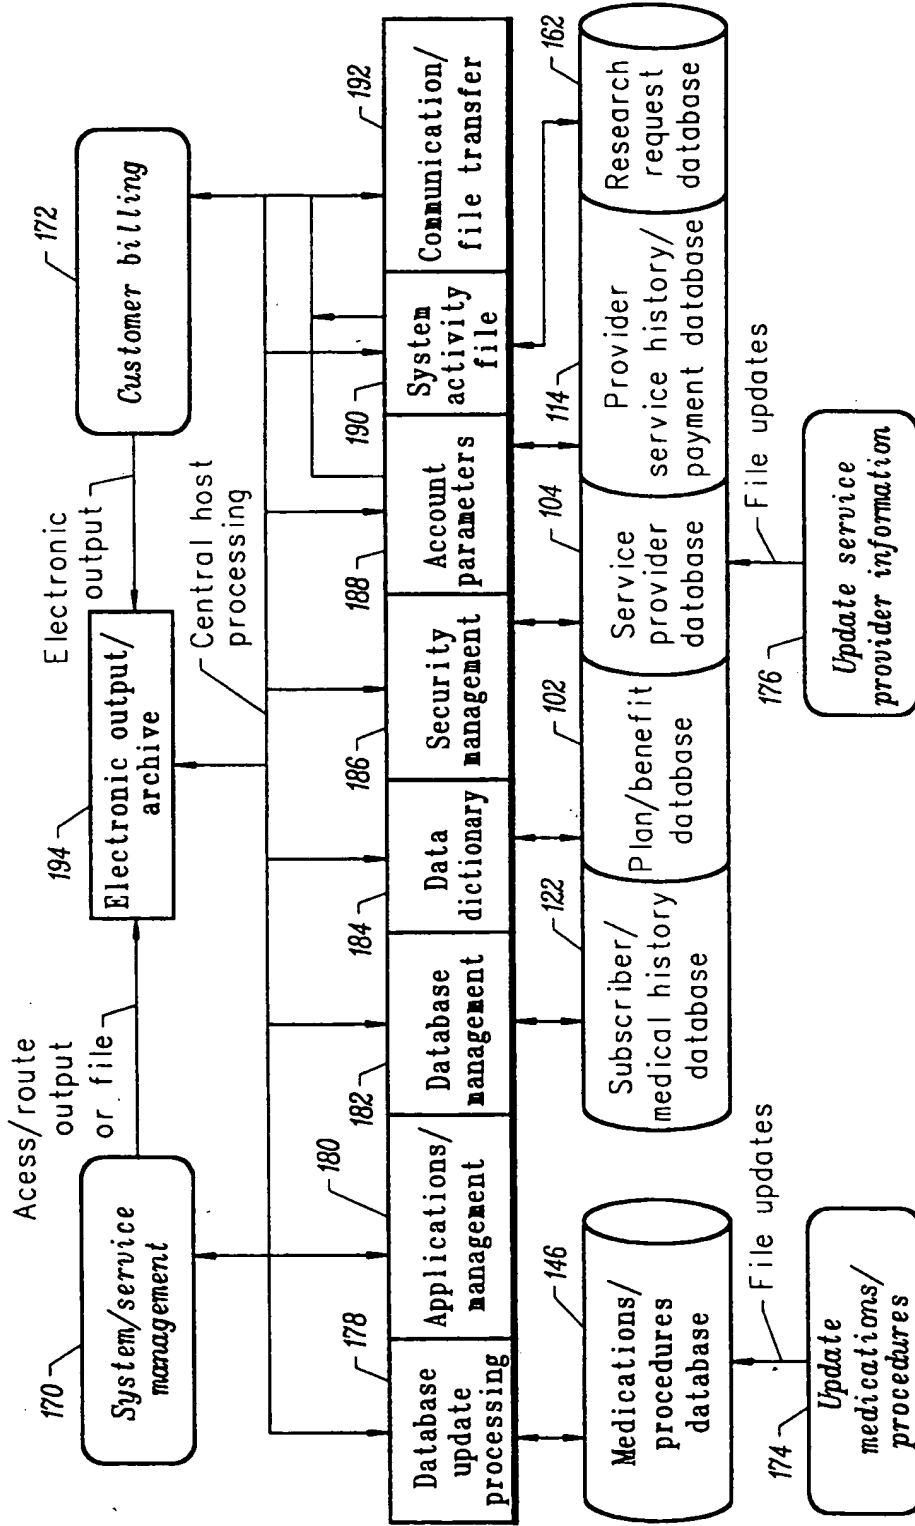 170
System/service
management
Acess/route
output
or file
194
Electronic output/
archive
Electronic
output
172
Customer billing
Central host
processing
178
Database
update
processing
180
Applications/
management
182
Database
management
184
Data
dictionary
186
Security
management
188
Account
parameters
190
System
activity
file
192
Communication/
file transfer
146
Medications/
procedures
database
122
Subscriber/
medical history
database
102
Plan/benefit
database
104
Service
provider
database
114
Provider
service history/
payment database
162
Research
request
database
File updates
174
Update
medications/
procedures
File updates
176
Update service
provider information